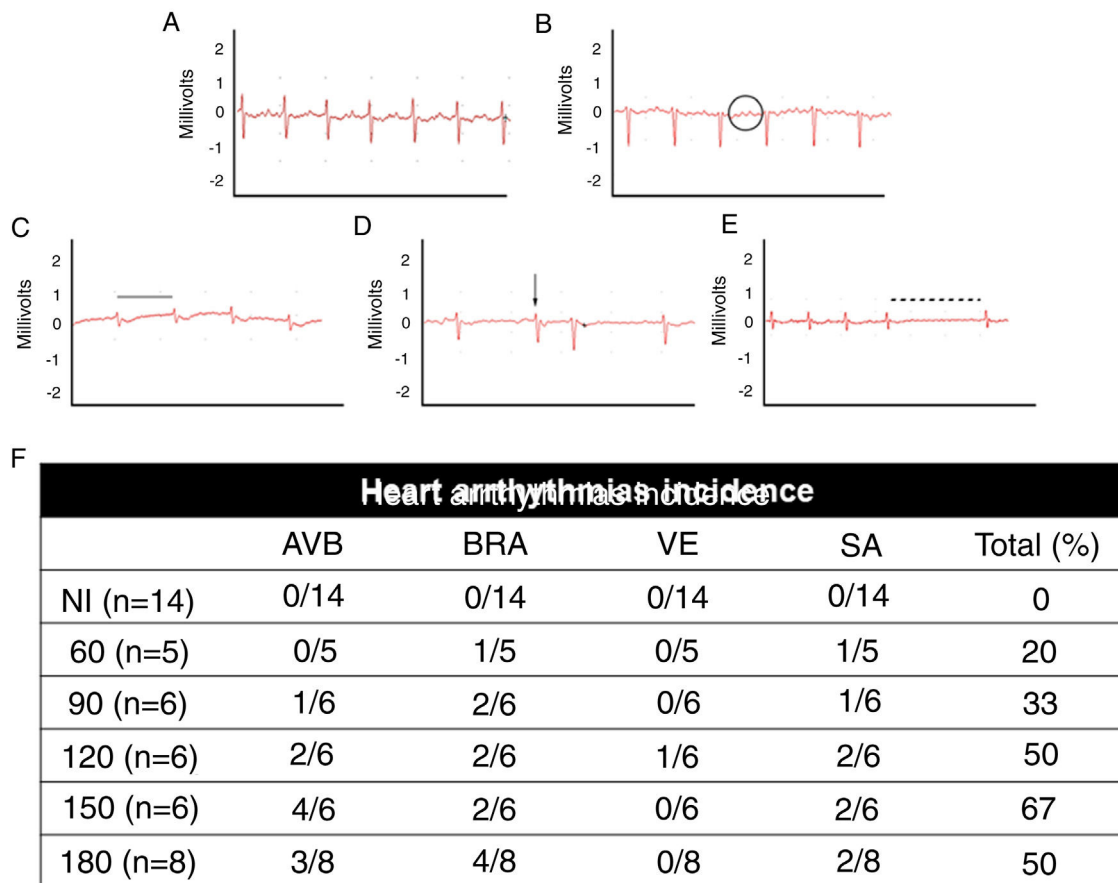 A
2
1
0
-1
-2
Millivolts
B
2
1
0
-1
-2
Millivolts
C
2
1
0
-1
-2
Millivolts
D
2
1
0
-1
-2
Millivolts
E
2
1
0
-1
-2
Millivolts
F
Heart arrthythmias incidence
Heart arrhythmias incidence
AVB BRA VE SA Total (%)
NI (n=14) 0/14 0/14 0/14 0/14 0
60 (n=5) 0/5 1/5 0/5 1/5 20
90 (n=6) 1/6 2/6 0/6 1/6 33
120 (n=6) 2/6 2/6 1/6 2/6 50
150 (n=6) 4/6 2/6 0/6 2/6 67
180 (n=8) 3/8 4/8 0/8 2/8 50